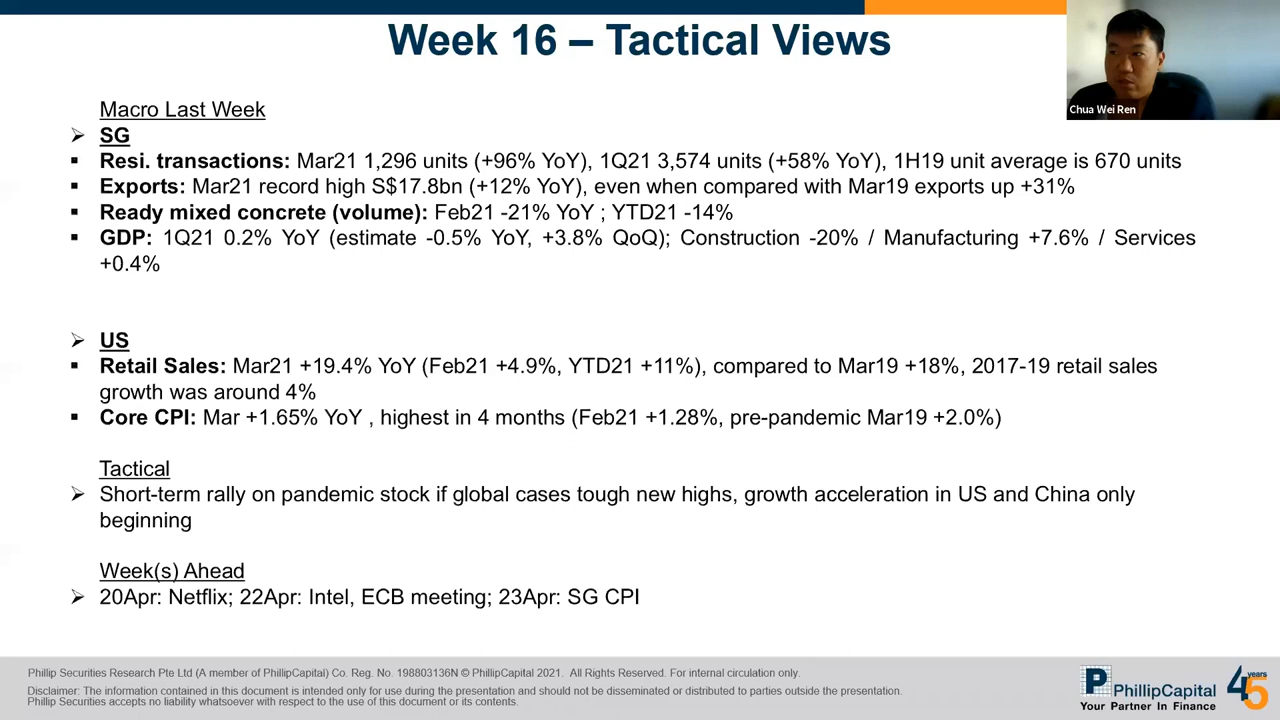 Week 16 – Tactical Views
Chua Wei Ren
Macro Last Week
➢ SG
▪ Resi. transactions: Mar21 1,296 units (+96% YoY), 1Q21 3,574 units (+58% YoY), 1H19 unit average is 670 units
▪ Exports: Mar21 record high S$17.8bn (+12% YoY), even when compared with Mar19 exports up +31%
▪ Ready mixed concrete (volume): Feb21 -21% YoY ; YTD21 -14%
▪ GDP: 1Q21 0.2% YoY (estimate -0.5% YoY, +3.8% QoQ); Construction -20% / Manufacturing +7.6% / Services
+0.4%
➢ US
▪ Retail Sales: Mar21 +19.4% YoY (Feb21 +4.9%, YTD21 +11%), compared to Mar19 +18%, 2017-19 retail sales
growth was around 4%
▪ Core CPI: Mar +1.65% YoY , highest in 4 months (Feb21 +1.28%, pre-pandemic Mar19 +2.0%)
Tactical
➢ Short-term rally on pandemic stock if global cases tough new highs, growth acceleration in US and China only
beginning
Week(s) Ahead
➢ 20Apr: Netflix; 22Apr: Intel, ECB meeting; 23Apr: SG CPI
Phillip Securities Research Pte Ltd (A member of PhillipCapital) Co. Reg. No. 198803136N © PhillipCapital 2021. All Rights Reserved. For internal circulation only.
Disclaimer: The information contained in this document is intended only for use during the presentation and should not be disseminated or distributed to parties outside the presentation.
Phillip Securities accepts no liability whatsoever with respect to the use of this document or its contents.
P PhillipCapital
Your Partner In Finance
45 years